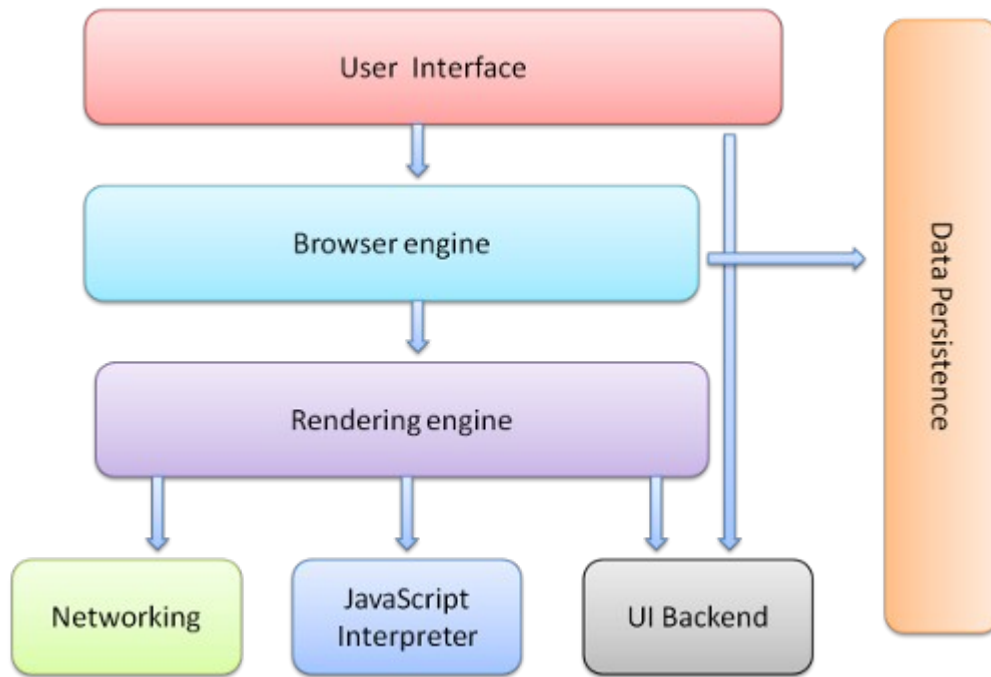 User Interface
Browser engine
Data Persistence
Rendering engine
Networking
JavaScript
Interpreter
UI Backend